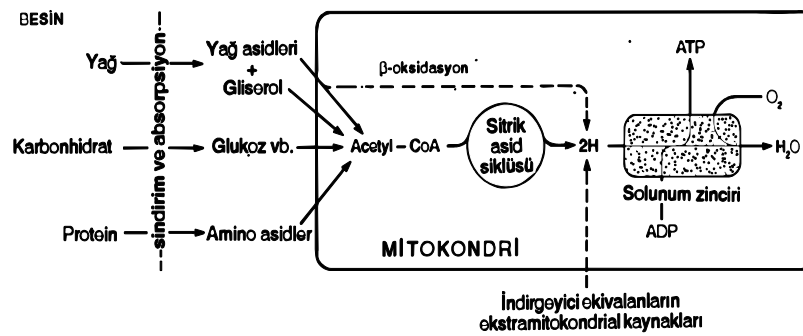 BESİN
Yağ
Karbonhidrat
Protein
sindirim ve absorpsiyon
Yağ asidleri
+
Gliserol
Glukoz vb.
Amino asidler
β-oksidasyon
Acetyl – CoA
Sitrik
asid
siklüsü
2H
ATP
O₂
H₂O
Solunum zinciri
ADP
MİTOKONDRİ
İndirgeyici ekivalanların
ekstramitokondrial kaynakları